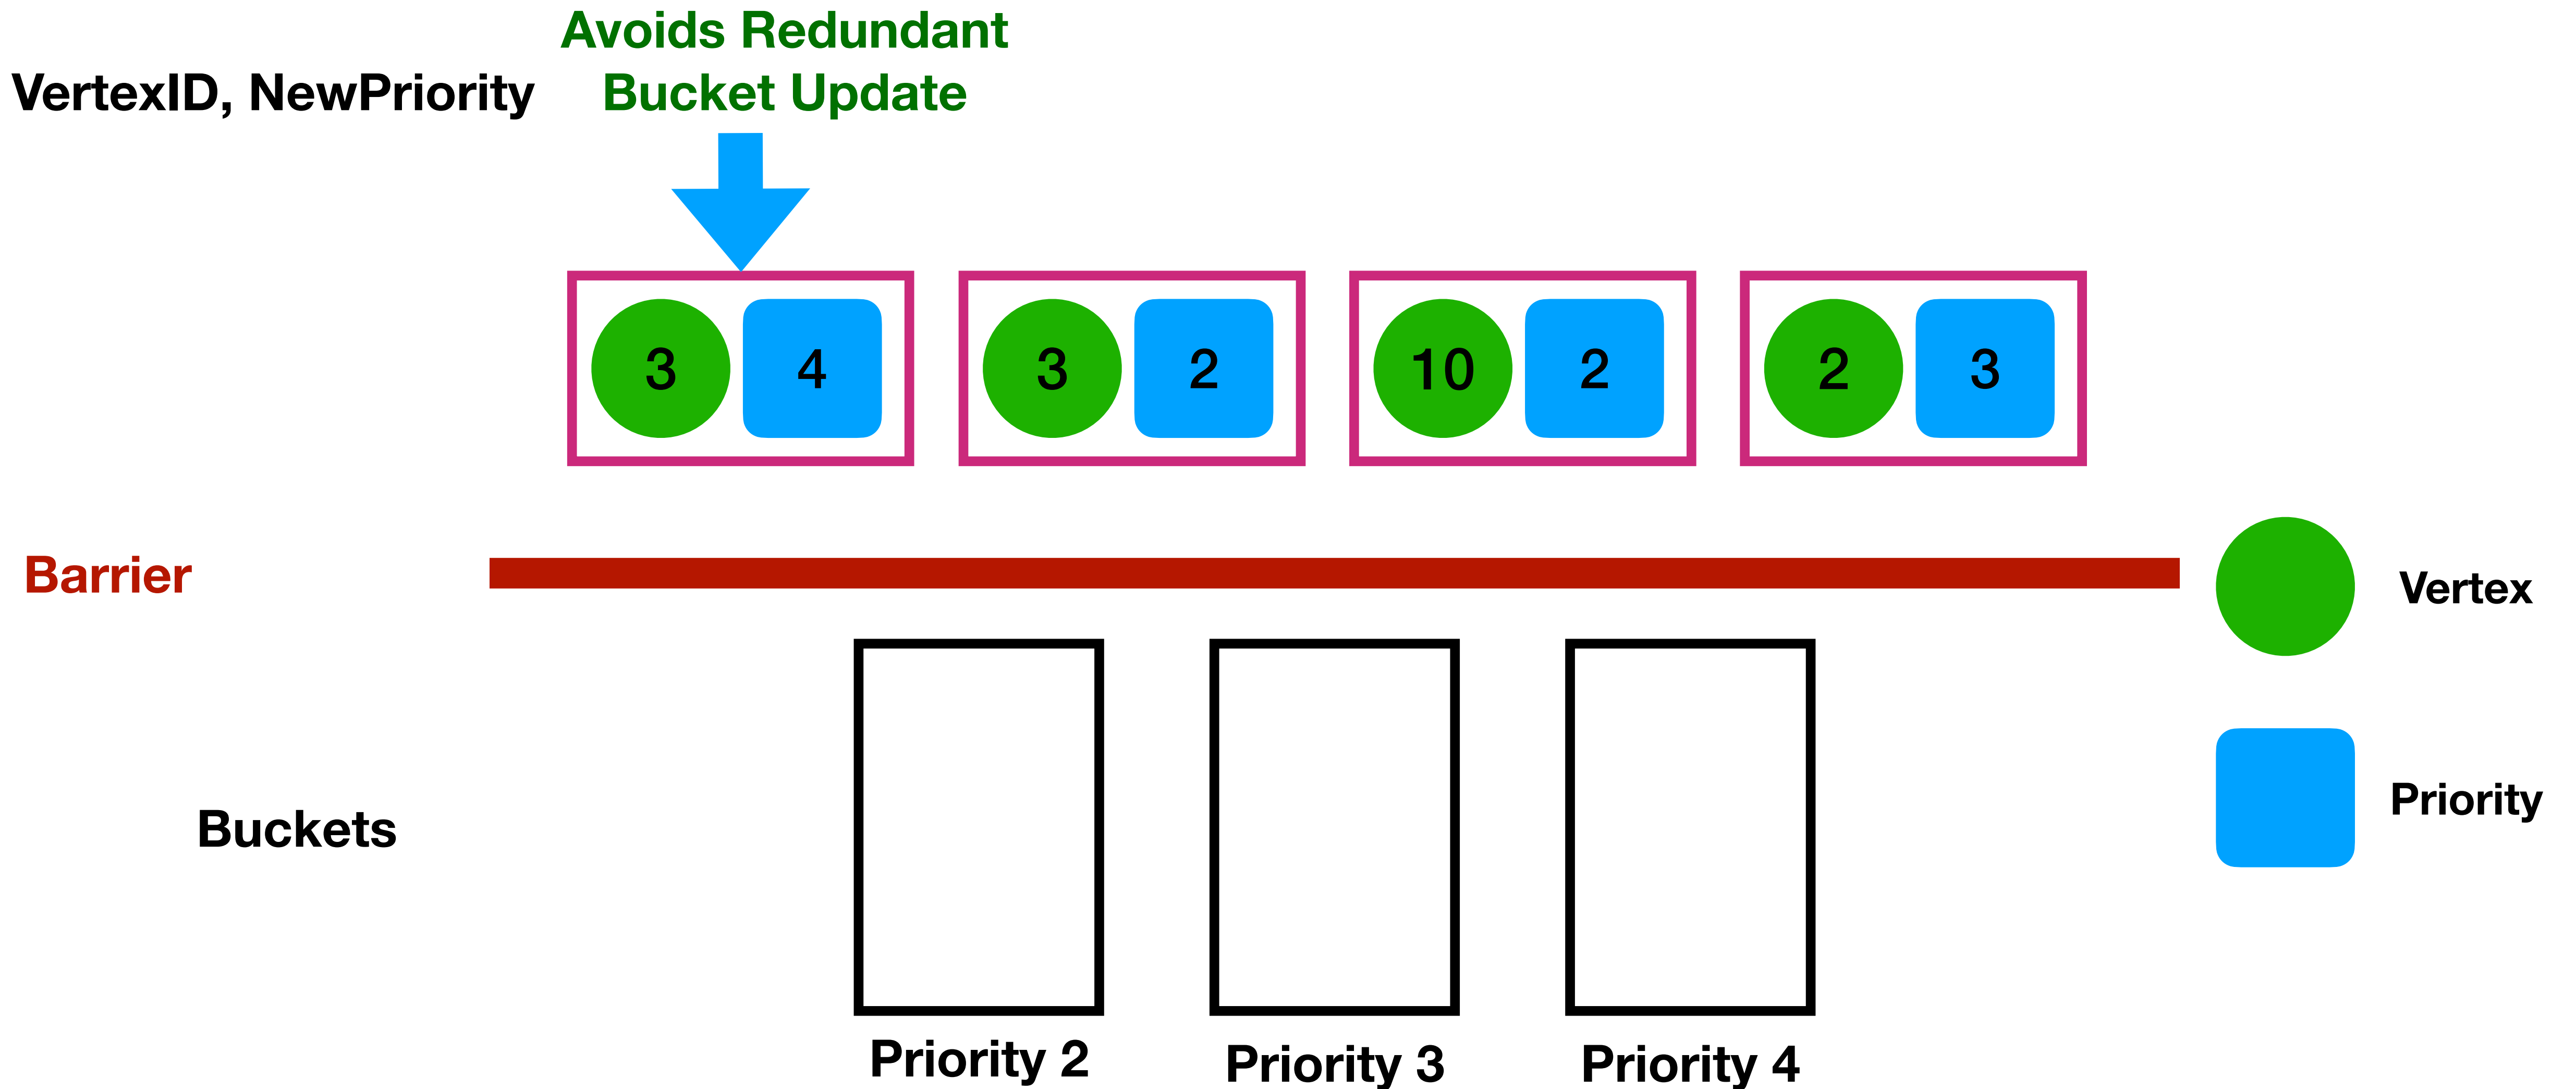 Avoids Redundant
VertexID, NewPriority
Bucket Update
3
4
3
2
10
2
2
3
Barrier
Vertex
Priority
Buckets
Priority 2
Priority 3
Priority 4